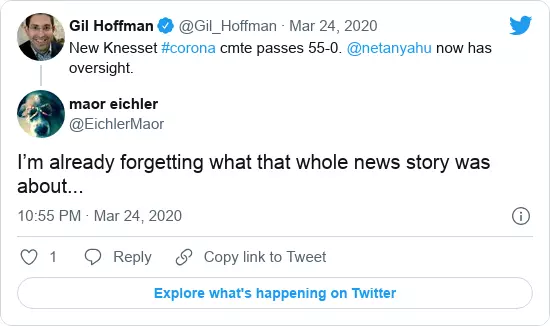 Gil Hoffman @Gil_Hoffman · Mar 24, 2020
New Knesset #corona cmte passes 55-0. @netanyahu now has
oversight.
maor eichler
@EichlerMaor
I’m already forgetting what that whole news story was
about...
10:55 PM · Mar 24, 2020
1 Reply Copy link to Tweet
Explore what's happening on Twitter